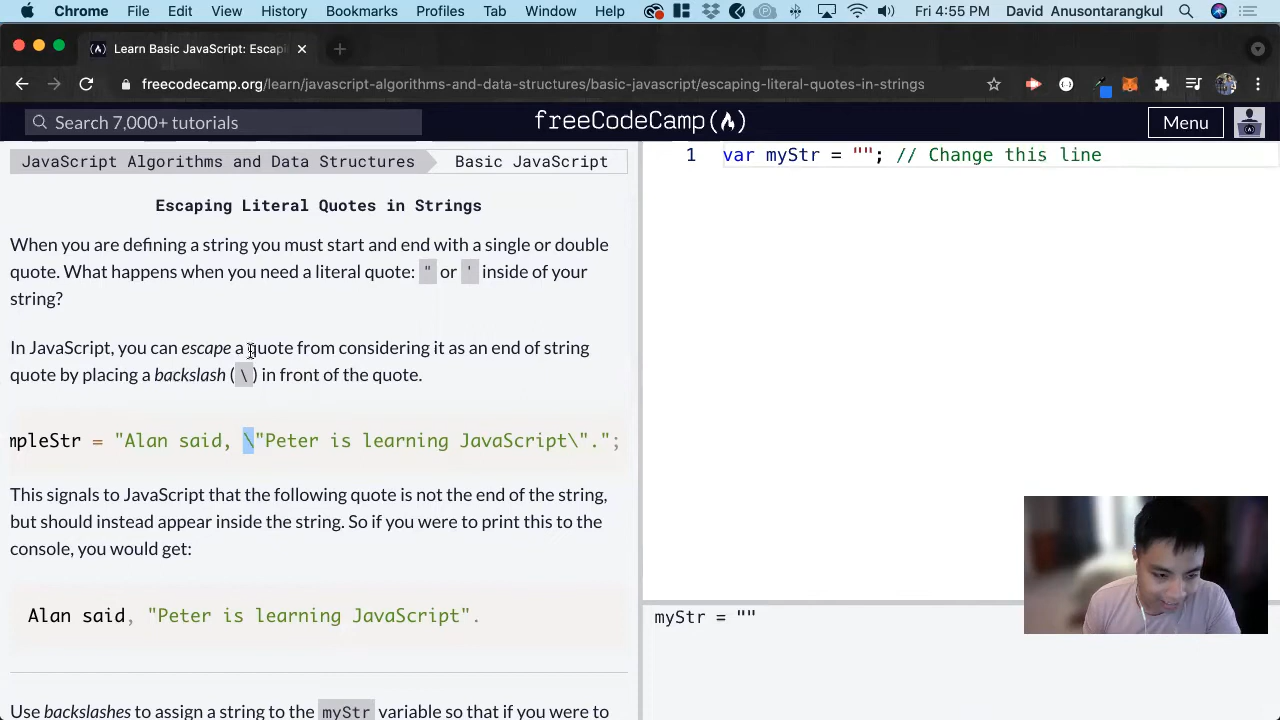 Chrome File Edit View History Bookmarks Profiles Tab Window Help Fri 4:55 PM David Anusontarangkul
Learn Basic JavaScript: Escapi
freecodecamp.org/learn/javascript-algorithms-and-data-structures/basic-javascript/escaping-literal-quotes-in-strings
Search 7,000+ tutorials
freeCodeCamp(🔥)
Menu
JavaScript Algorithms and Data Structures Basic JavaScript
Escaping Literal Quotes in Strings
When you are defining a string you must start and end with a single or double
quote. What happens when you need a literal quote: " or ' inside of your
string?
In JavaScript, you can escape a quote from considering it as an end of string
quote by placing a backslash (\) in front of the quote.
mpleStr = "Alan said, \"Peter is learning JavaScript\".";
This signals to JavaScript that the following quote is not the end of the string,
but should instead appear inside the string. So if you were to print this to the
console, you would get:
Alan said, "Peter is learning JavaScript".
Use backslashes to assign a string to the myStr variable so that if you were to
1 var myStr = ""; // Change this line
myStr = ""